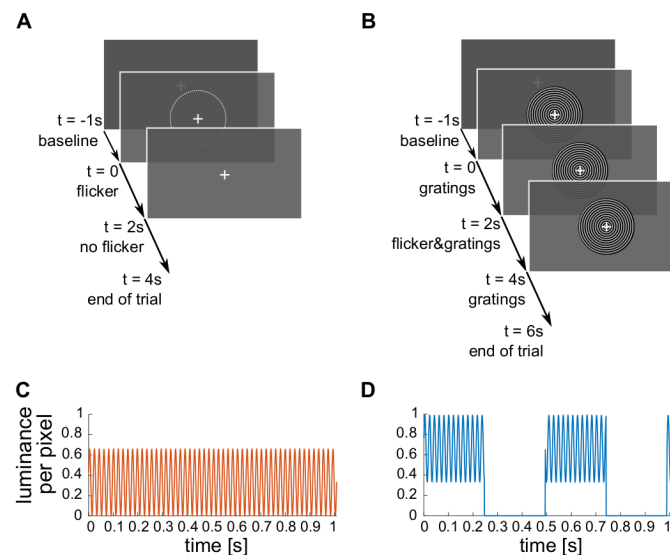 A
t = -1s
baseline
t = 0
flicker
t = 2s
no flicker
t = 4s
end of trial
B
t = -1s
baseline
t = 0
gratings
t = 2s
flicker&gratings
t = 4s
gratings
t = 6s
end of trial
C
luminance
per pixel
1
0.8
0.6
0.4
0.2
0
0 0.1 0.2 0.3 0.4 0.5 0.6 0.7 0.8 0.9 1
time [s]
D
1
0.8
0.6
0.4
0.2
0
0 0.1 0.2 0.3 0.4 0.5 0.6 0.7 0.8 0.9 1
time [s]